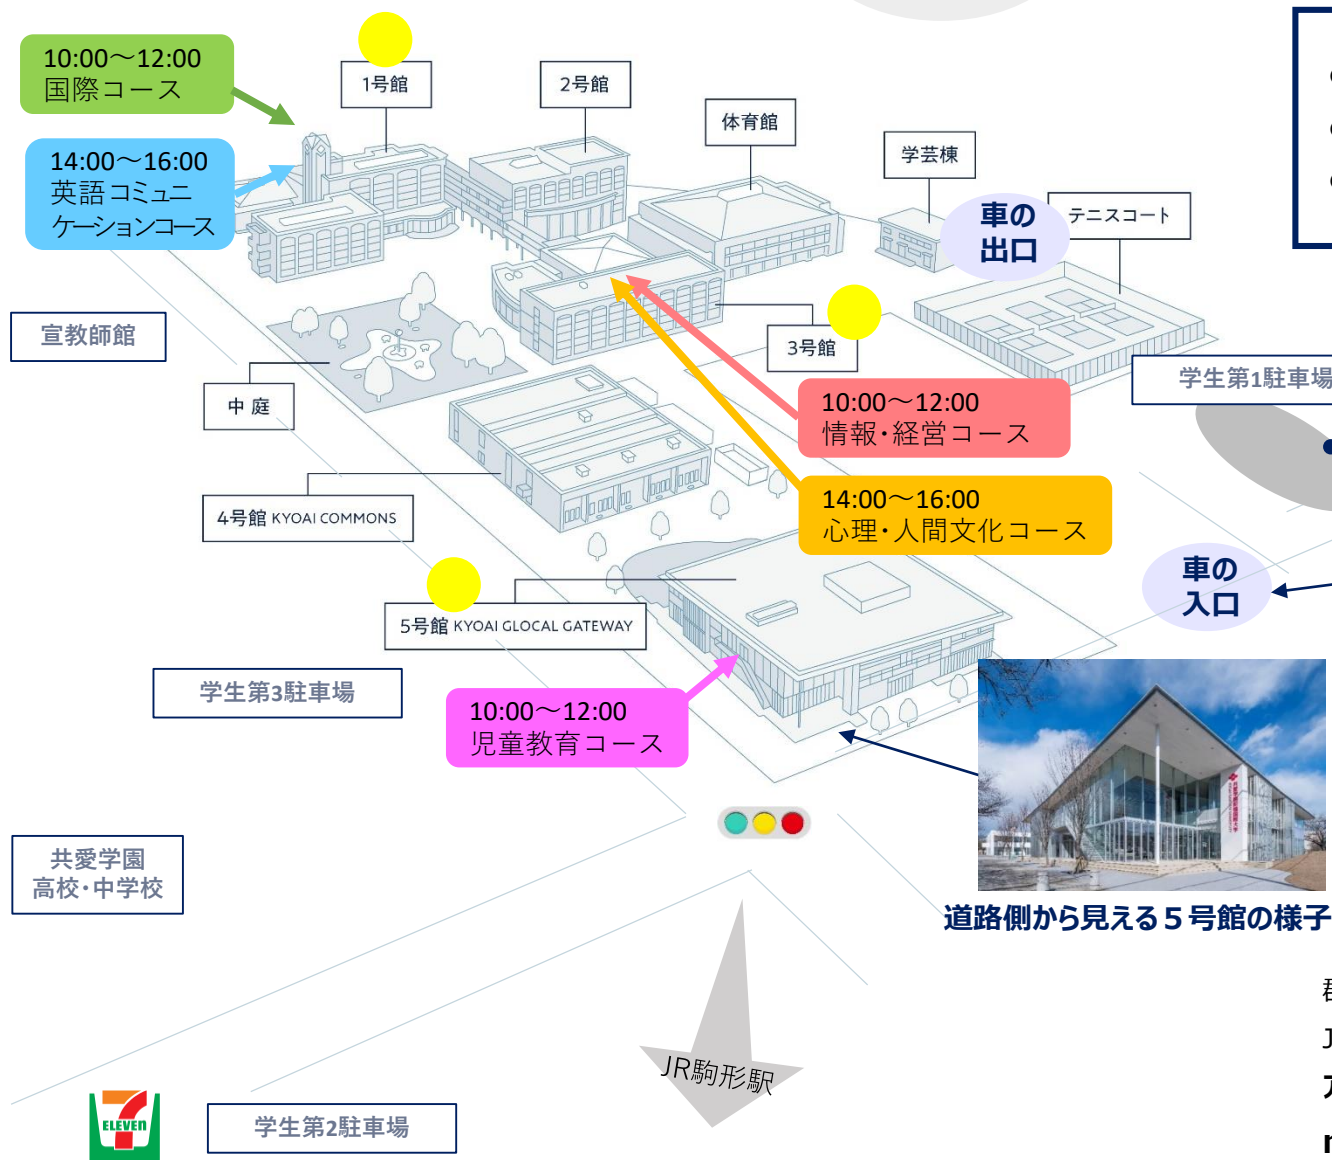 10:00～12:00
国際コース
1号館
2号館
体育館
学芸棟
14:00～16:00
英語コミュニ
ケーションコース
車の
出口
テニスコート
宣教師館
3号館
学生第1駐車場
中 庭
10:00～12:00
情報・経営コース
4号館 KYOAI COMMONS
14:00～16:00
心理・人間文化コース
車の
入口
5号館 KYOAI GLOCAL GATEWAY
学生第3駐車場
10:00～12:00
児童教育コース
共愛学園
高校・中学校
道路側から見える５号館の様子
JR駒形駅
ELEVEn
学生第2駐車場